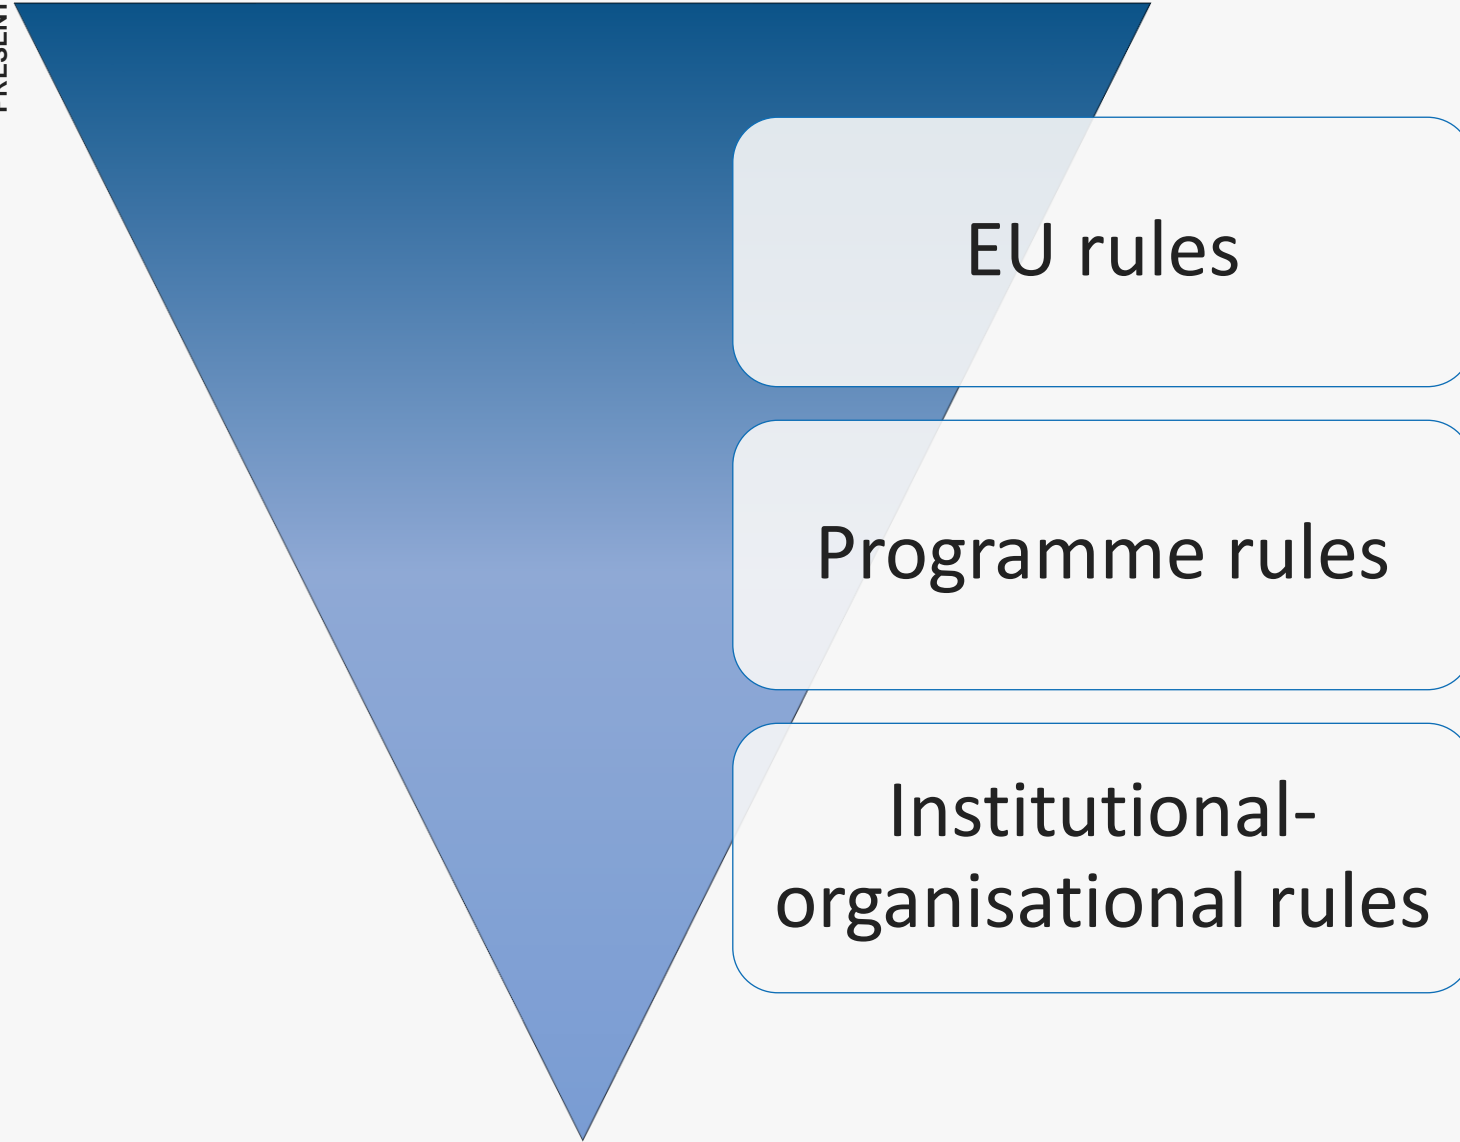 EU rules
Programme rules
Institutional-
organisational rules